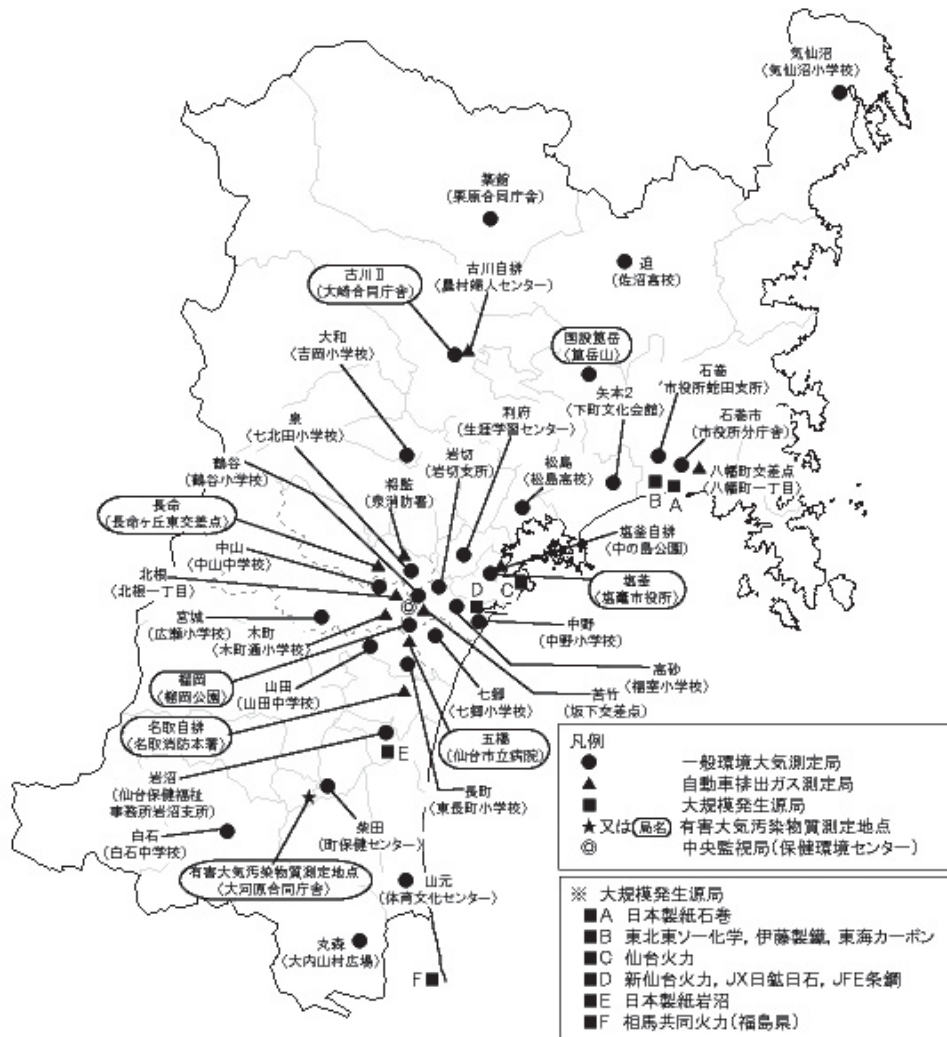 気仙沼
(気仙沼小学校)
築館
(栗原合同庁舎)
迫
(佐沼高校)
古川Ⅱ
(大崎合同庁舎)
古川自排
(農村婦人センター)
大和
(吉岡小学校)
国設箟岳
(箟岳山)
矢本2
(下町文化会館)
石巻
(市役所蛇田支所)
石巻市
(市役所分庁舎)
八幡町交差点
(八幡町一丁目)
泉
(七北田小学校)
利府
(生涯学習センター)
鶴谷
(鶴谷小学校)
岩切
(岩切支所)
松島
(松島高校)
将監
(泉消防署)
長命
(長命ヶ丘東交差点)
塩釜自排
(中の島公園)
中山
(中山中学校)
塩釜
(塩竈市役所)
北根
(北根一丁目)
宮城
(広瀬小学校)
木町
(木町通小学校)
中野
(中野小学校)
高砂
(福室小学校)
榴岡
(榴岡公園)
山田
(山田中学校)
七郷
(七郷小学校)
苦竹
(坂下交差点)
名取自排
(名取消防本署)
五橋
(仙台市立病院)
岩沼
(仙台保健福祉
事務所岩沼支所)
長町
(東長町小学校)
白石
(白石中学校)
柴田
(町保健センター)
有害大気汚染物質測定地点
(大河原合同庁舎)
山元
(体育文化センター)
丸森
(大内山村広場)
A
B
C
D
E
F
凡例
● 一般環境大気測定局
▲ 自動車排出ガス測定局
■ 大規模発生源局
★又は局名 有害大気汚染物質測定地点
◎ 中央監視局(保健環境センター)
※ 大規模発生源局
■A 日本製紙石巻
■B 東北東ソー化学, 伊藤製鐵, 東海カーボン
■C 仙台火力
■D 新仙台火力, JX日鉱日石, JFE条鋼
■E 日本製紙岩沼
■F 相馬共同火力(福島県)